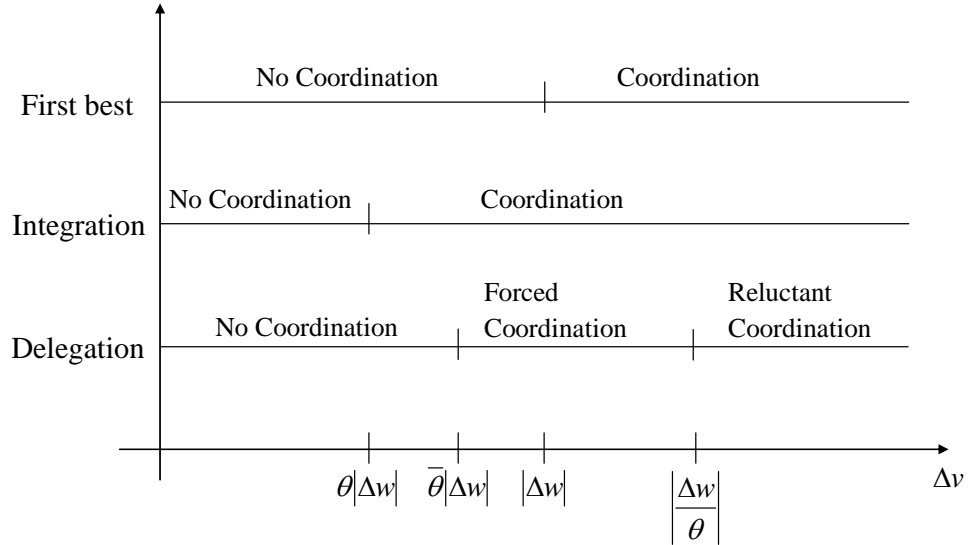 No Coordination Coordination
First best
No Coordination Coordination
Integration
Forced Reluctant
No Coordination Coordination Coordination
Delegation
θ|Δw| θ̅|Δw| |Δw| |Δw/θ| Δv